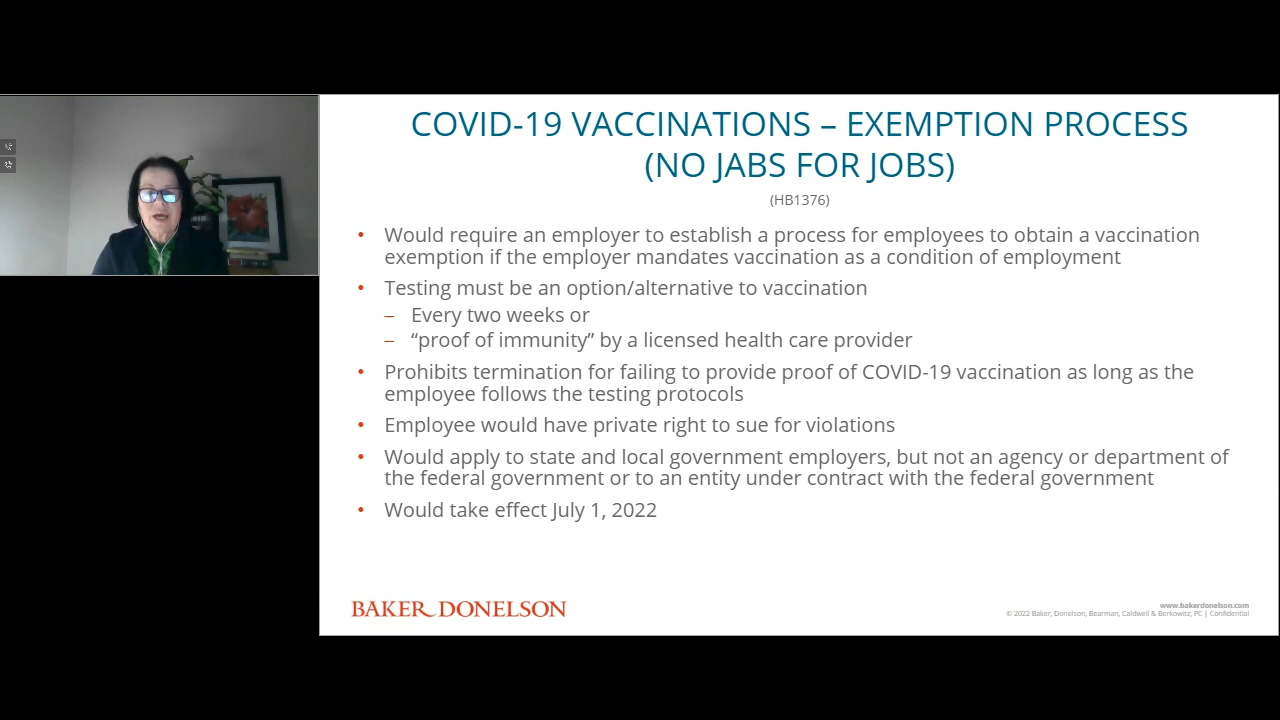 COVID-19 VACCINATIONS – EXEMPTION PROCESS
(NO JABS FOR JOBS)
(HB1376)
• Would require an employer to establish a process for employees to obtain a vaccination
exemption if the employer mandates vaccination as a condition of employment
• Testing must be an option/alternative to vaccination
– Every two weeks or
– “proof of immunity” by a licensed health care provider
• Prohibits termination for failing to provide proof of COVID-19 vaccination as long as the
employee follows the testing protocols
• Employee would have private right to sue for violations
• Would apply to state and local government employers, but not an agency or department of
the federal government or to an entity under contract with the federal government
• Would take effect July 1, 2022
BAKER DONELSON
www.bakerdonelson.com
© 2022 Baker, Donelson, Bearman, Caldwell & Berkowitz, PC | Confidential